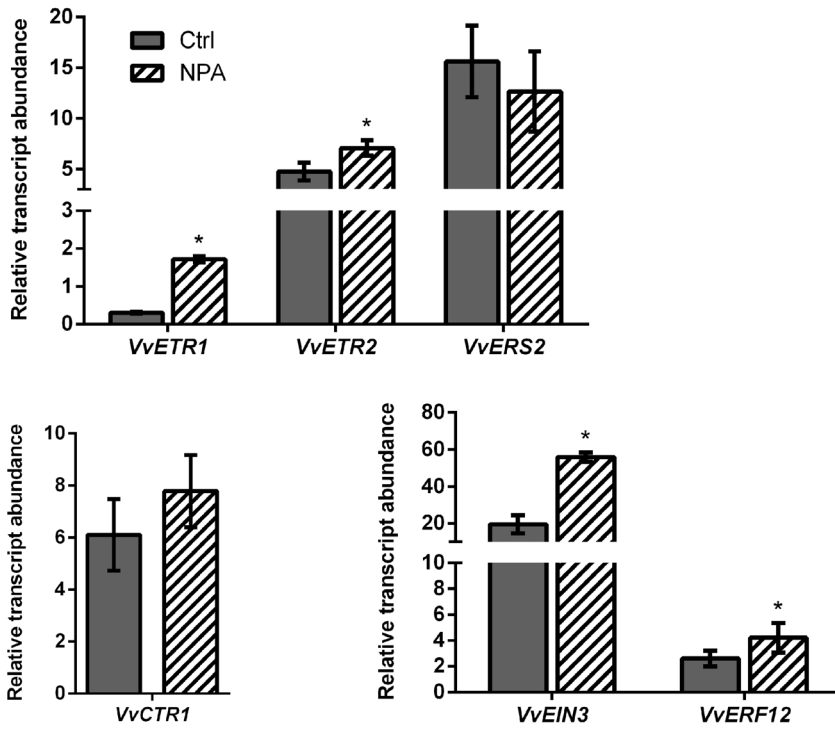 Relative transcript abundance
20
15
10
5
3
2
1
0
Ctrl
NPA
*
*
VvETR1
VvETR2
VvERS2
Relative transcript abundance
10
8
6
4
2
0
VvCTR1
Relative transcript abundance
80
60
40
20
10
8
6
4
2
0
*
*
VvEIN3
VvERF12